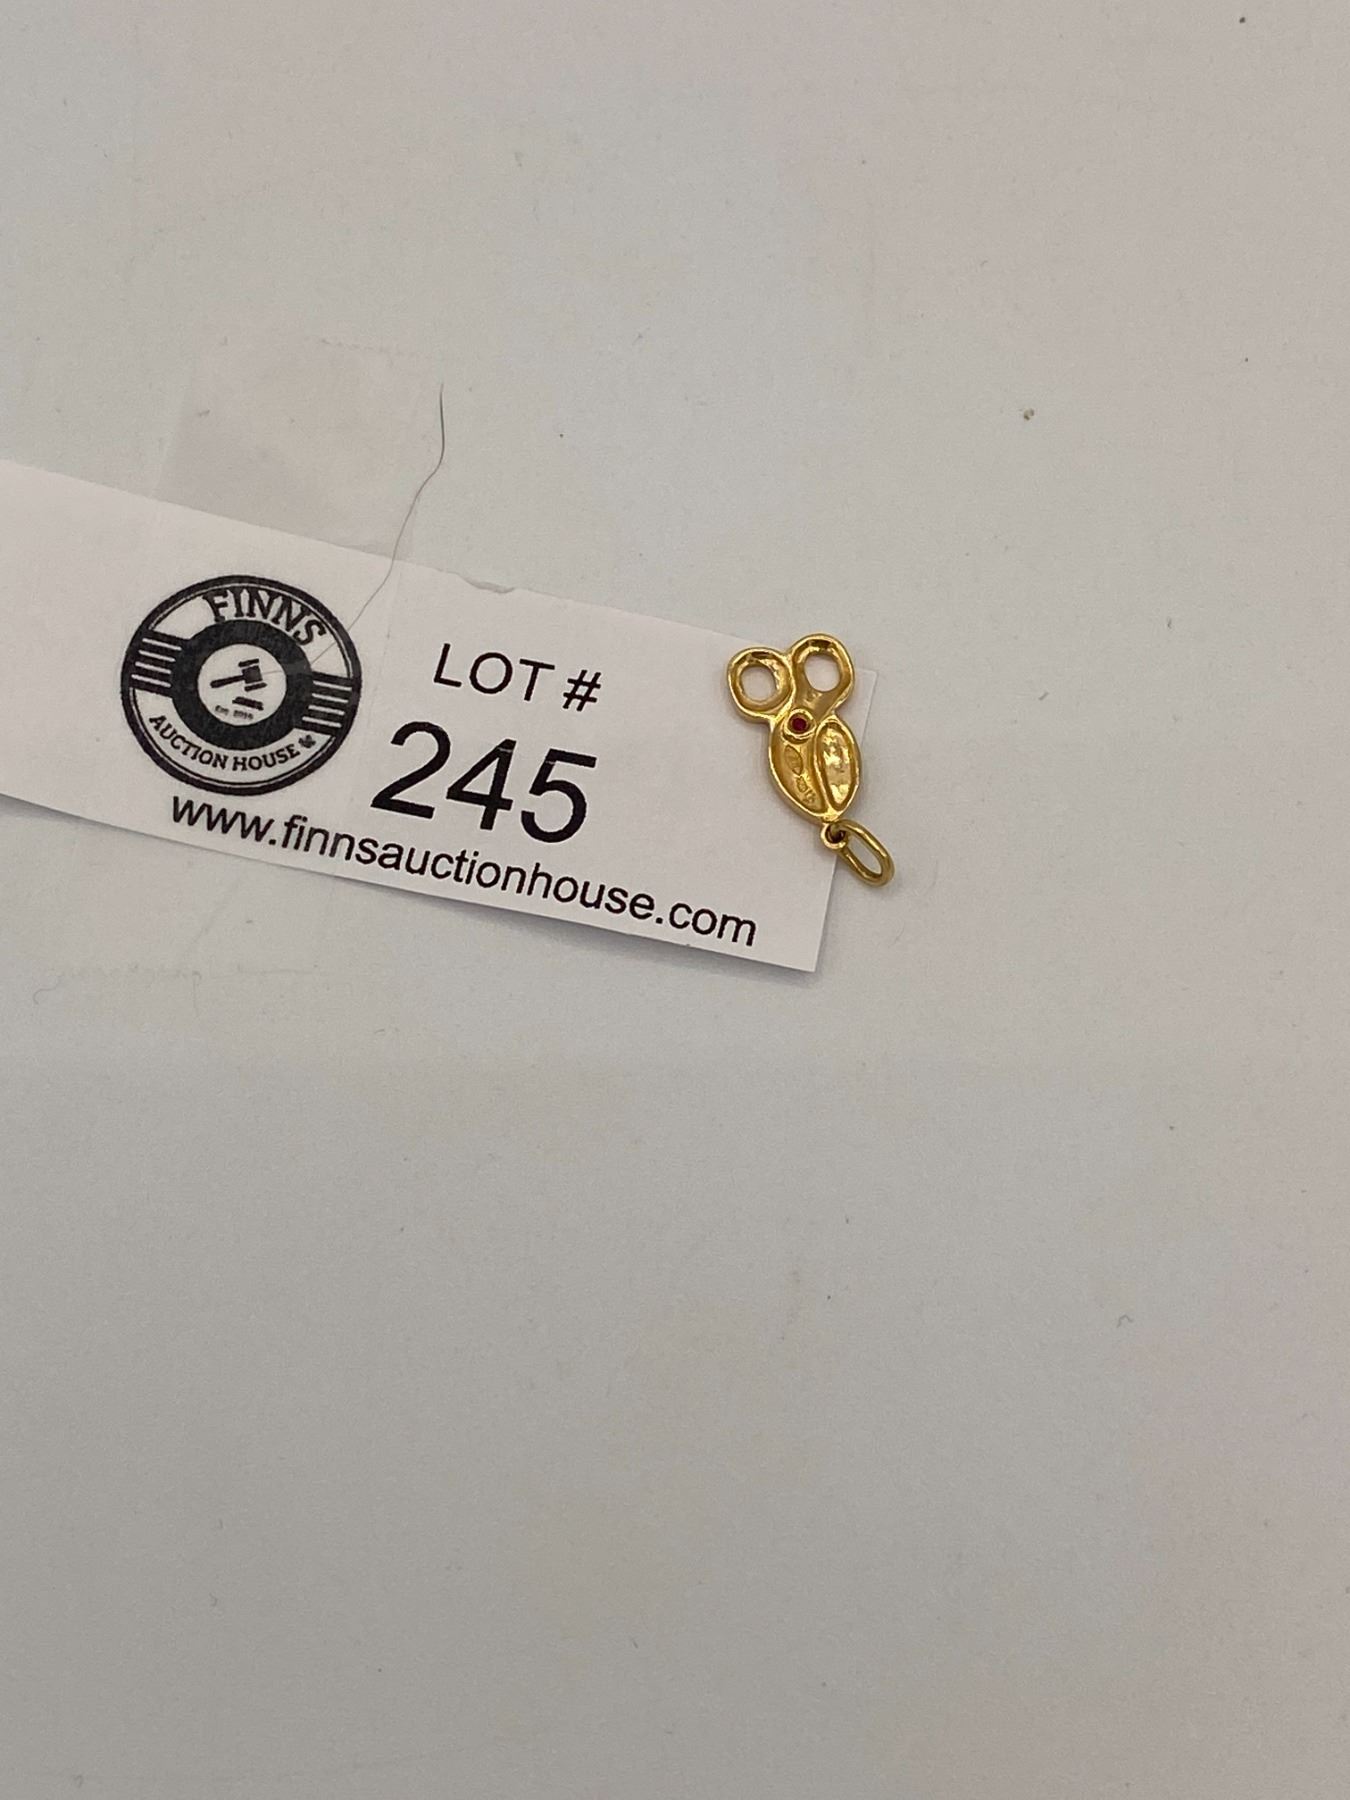 FINNS
AUCTION HOUSE
LOT #
245
www.finnsauctionhouse.com